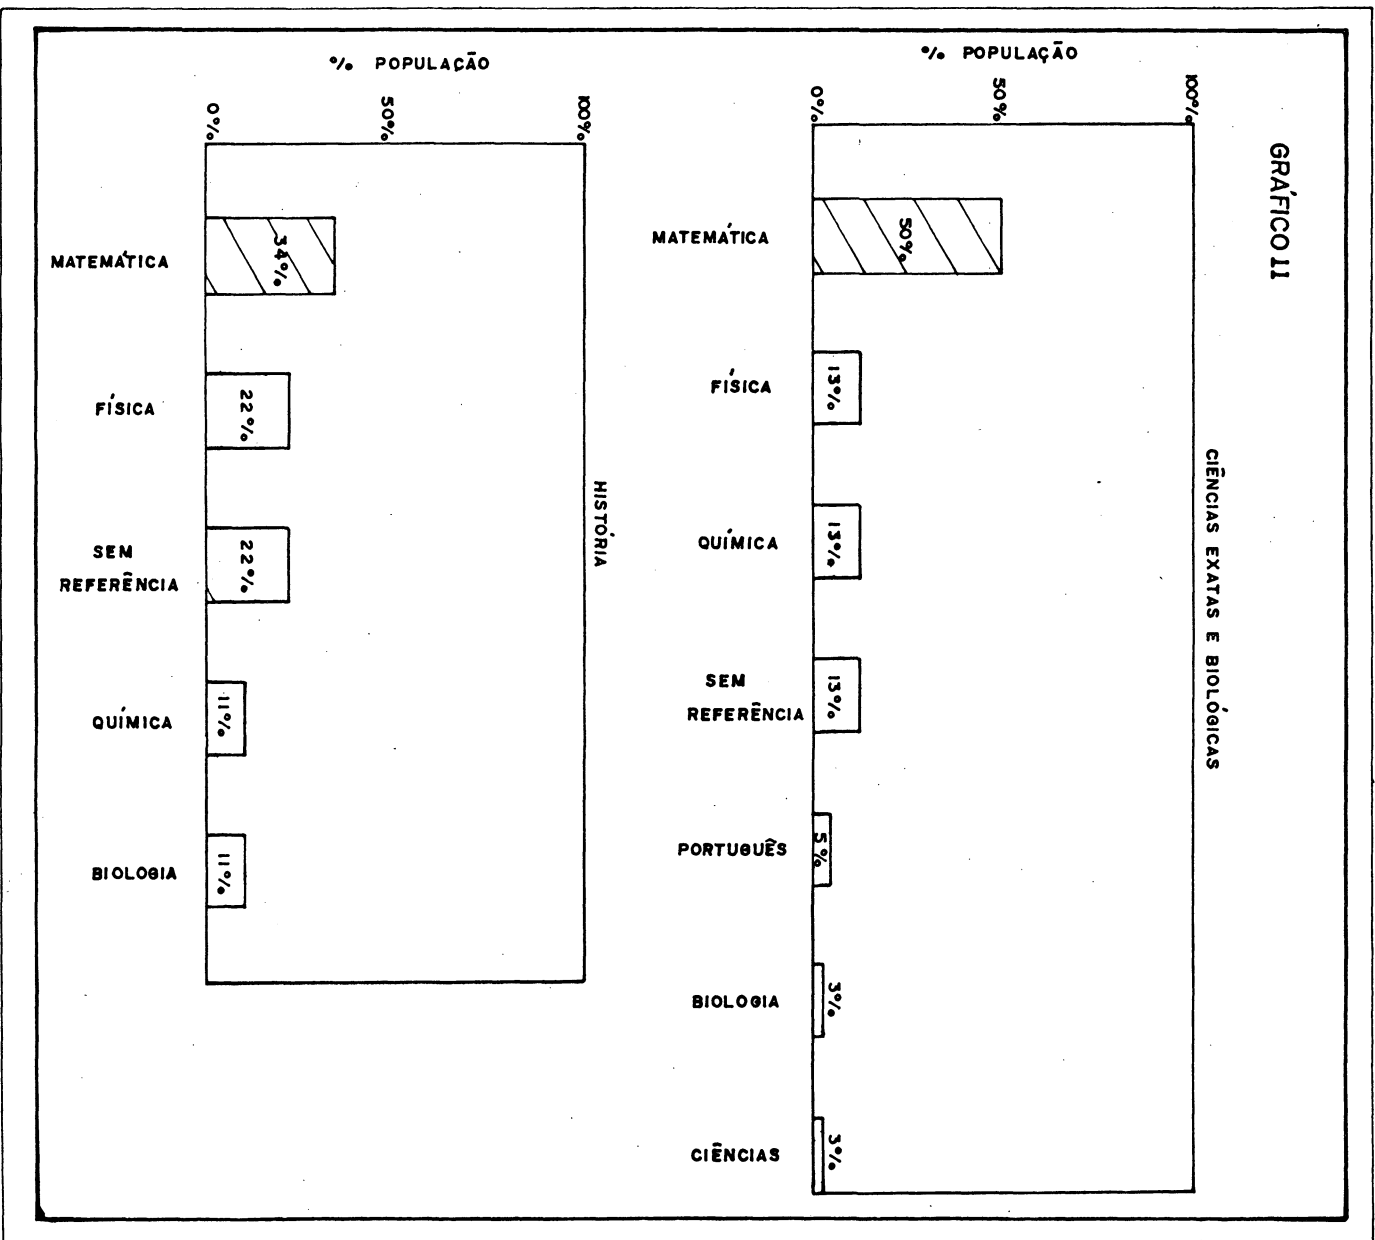 GRÁFICO 11
CIÊNCIAS EXATAS E BIOLÓGICAS
% POPULAÇÃO
100%
50%
0%
50%
13%
13%
13%
5%
3%
3%
MATEMÁTICA
FÍSICA
QUÍMICA
SEM
REFERÊNCIA
PORTUGUÊS
BIOLOGIA
CIÊNCIAS
HISTÓRIA
% POPULAÇÃO
100%
50%
0%
34%
22%
22%
11%
11%
MATEMÁTICA
FÍSICA
SEM
REFERÊNCIA
QUÍMICA
BIOLOGIA